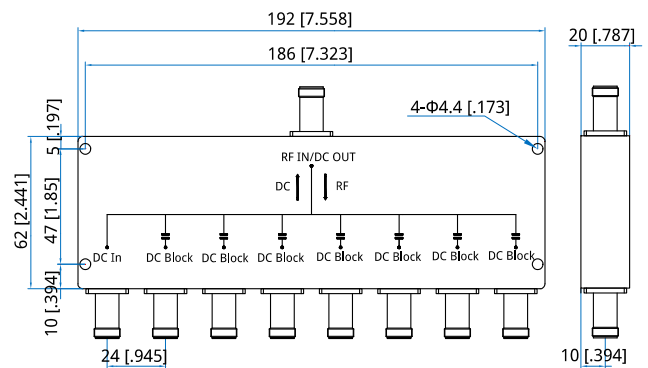 192 [7.558]
20 [.787]
186 [7.323]
4-Φ4.4 [.173]
5 [.197]
RF IN/DC OUT
DC
RF
62 [2.441]
47 [1.85]
DC In
DC Block
DC Block
DC Block
DC Block
DC Block
DC Block
DC Block
10 [.394]
24 [.945]
10 [.394]